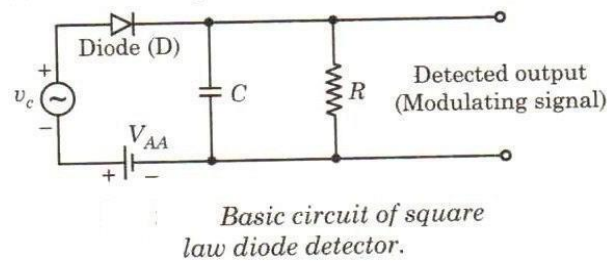 Diode (D)
+
v_c
−
C
R
Detected output
(Modulating signal)
V_AA
+
−
Basic circuit of square
law diode detector.